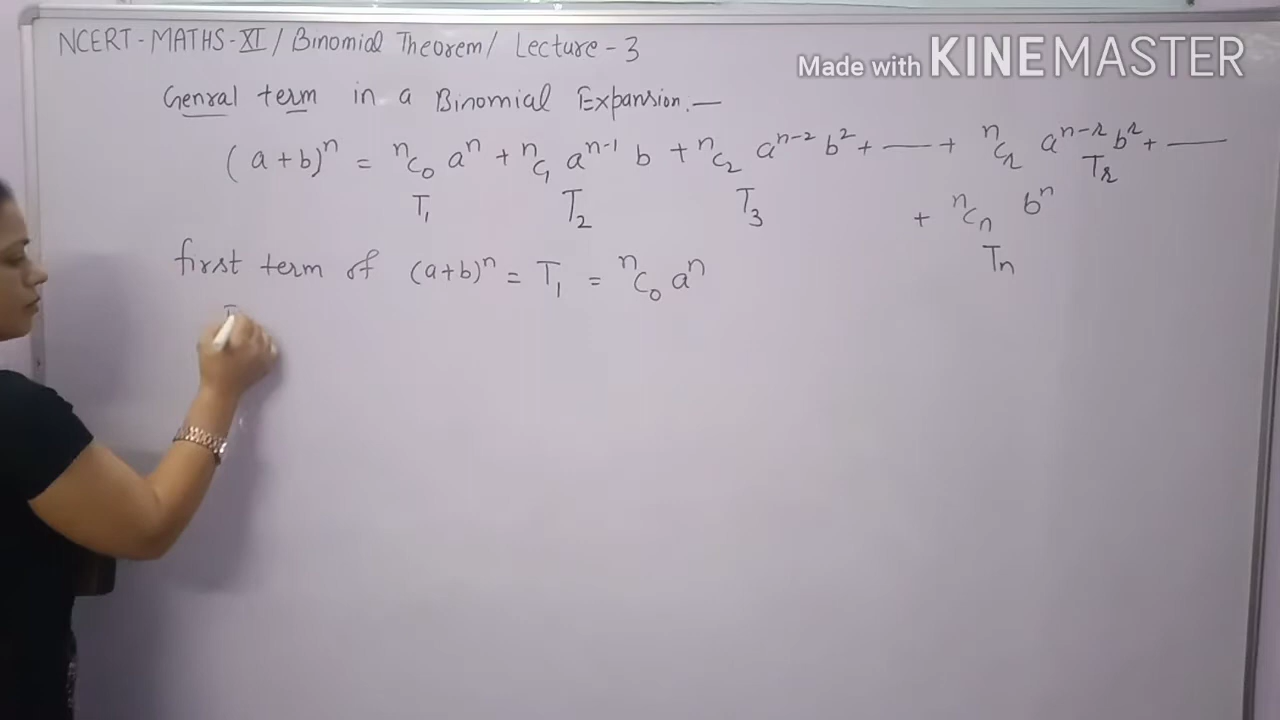 NCERT - MATHS - XI / Binomial Theorem / Lecture - 3
Made with KINEMASTER
Genral term in a Binomial Expansion. —
(a + b)ⁿ = ⁿC₀ aⁿ + ⁿC₁ aⁿ⁻¹ b + ⁿC₂ aⁿ⁻² b² + — + ⁿCᵣ aⁿ⁻ʳ bʳ + —
T₁ T₂ T₃ Tᵣ
+ ⁿCₙ bⁿ
Tₙ
first term of (a+b)ⁿ = T₁ = ⁿC₀ aⁿ